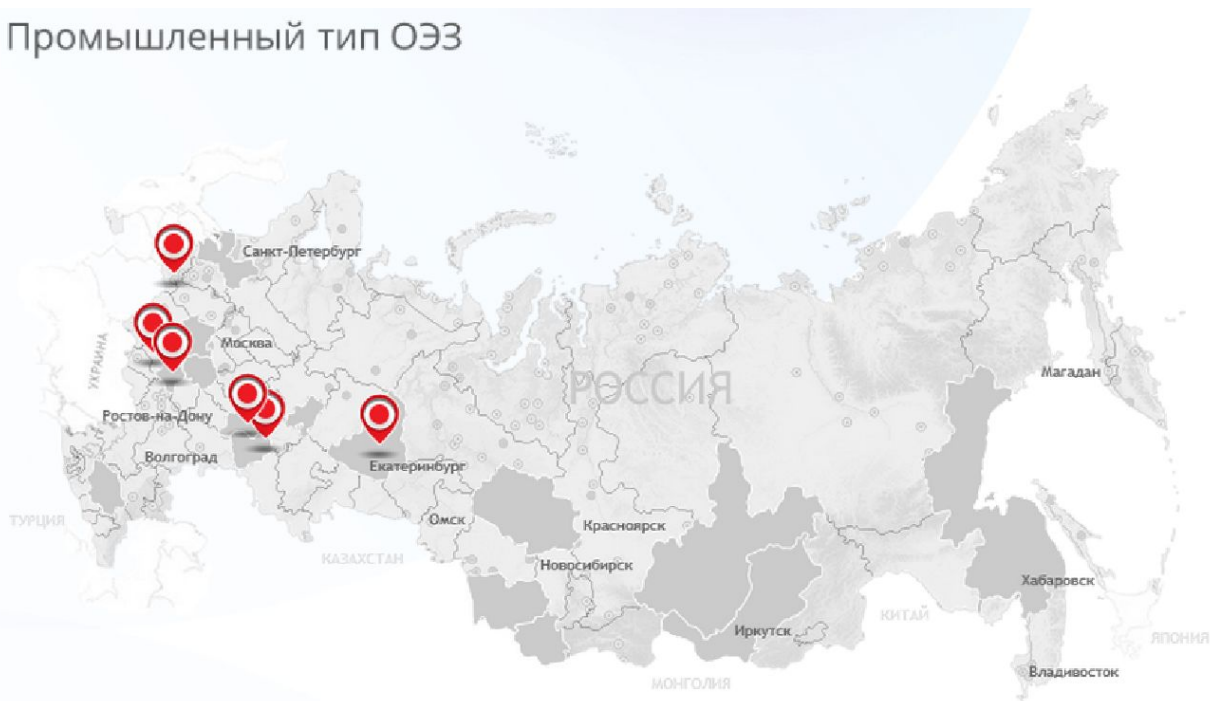 Промышленный тип ОЭЗ
Санкт-Петербург
УКРАИНА
Москва
РОССИЯ
Магадан
Ростов-на-Дону
Волгоград
Екатеринбург
ТУРЦИЯ
Омск
Красноярск
КАЗАХСТАН
Новосибирск
Хабаровск
КИТАЙ
Иркутск
ЯПОНИЯ
Владивосток
МОНГОЛИЯ